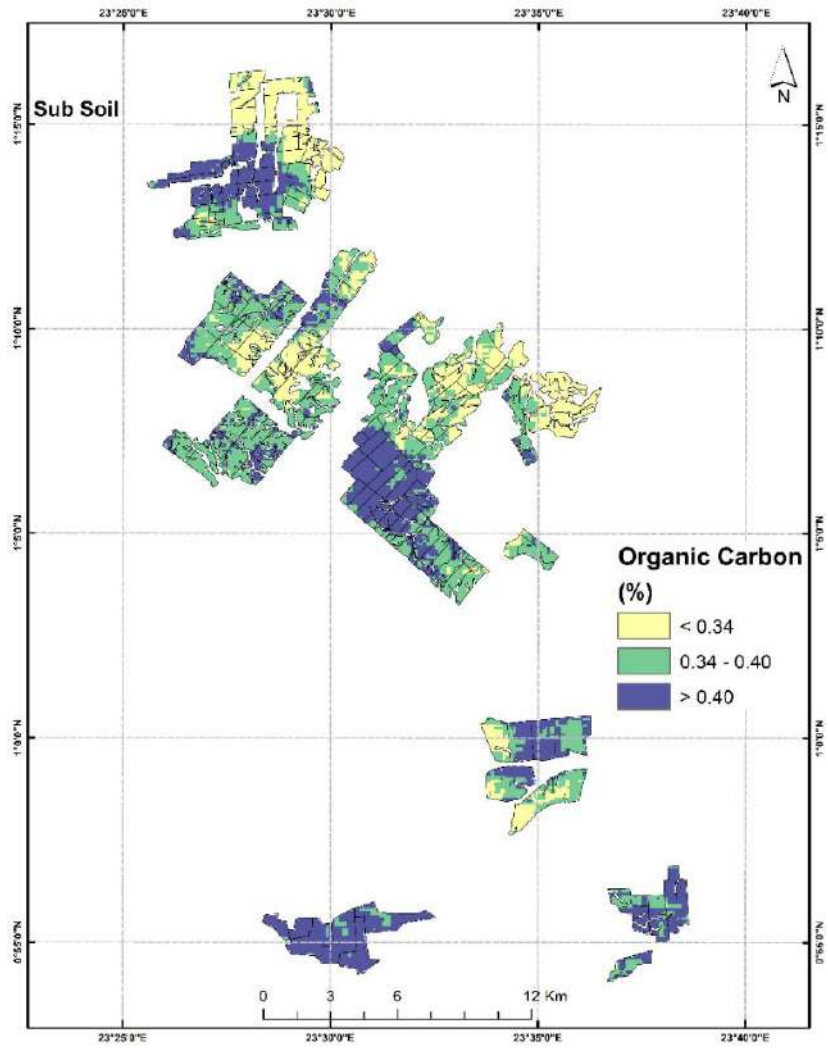 23°25'0"E 23°30'0"E 23°35'0"E 23°40'0"E
N
Sub Soil
1°15'0"N 1°15'0"N
1°10'0"N 1°10'0"N
1°5'0"N 1°5'0"N
Organic Carbon
(%)
< 0.34
0.34 - 0.40
> 0.40
1°0'0"N 1°0'0"N
0°55'0"N 0°55'0"N
0 3 6 12 Km
23°25'0"E 23°30'0"E 23°35'0"E 23°40'0"E